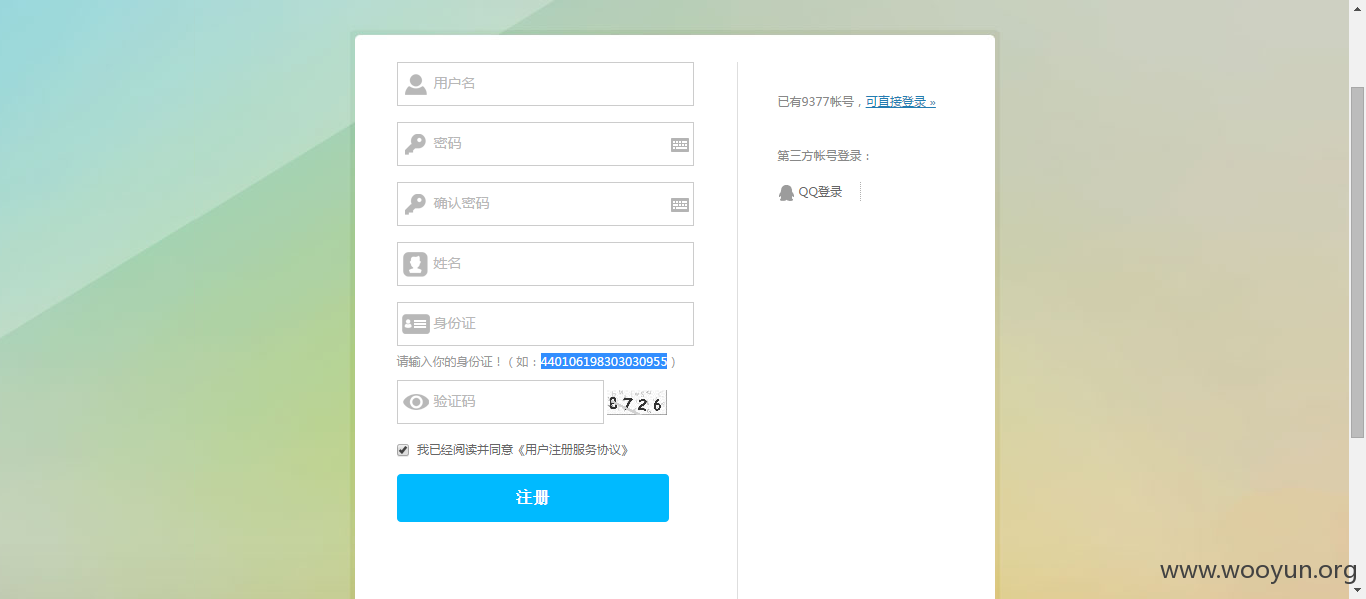 用户名
密码
确认密码
姓名
身份证
请输入你的身份证！（如：440106198303030955）
验证码
8726
我已经阅读并同意《用户注册服务协议》
注册
已有9377帐号，可直接登录 »
第三方帐号登录：
QQ登录
www.wooyun.org